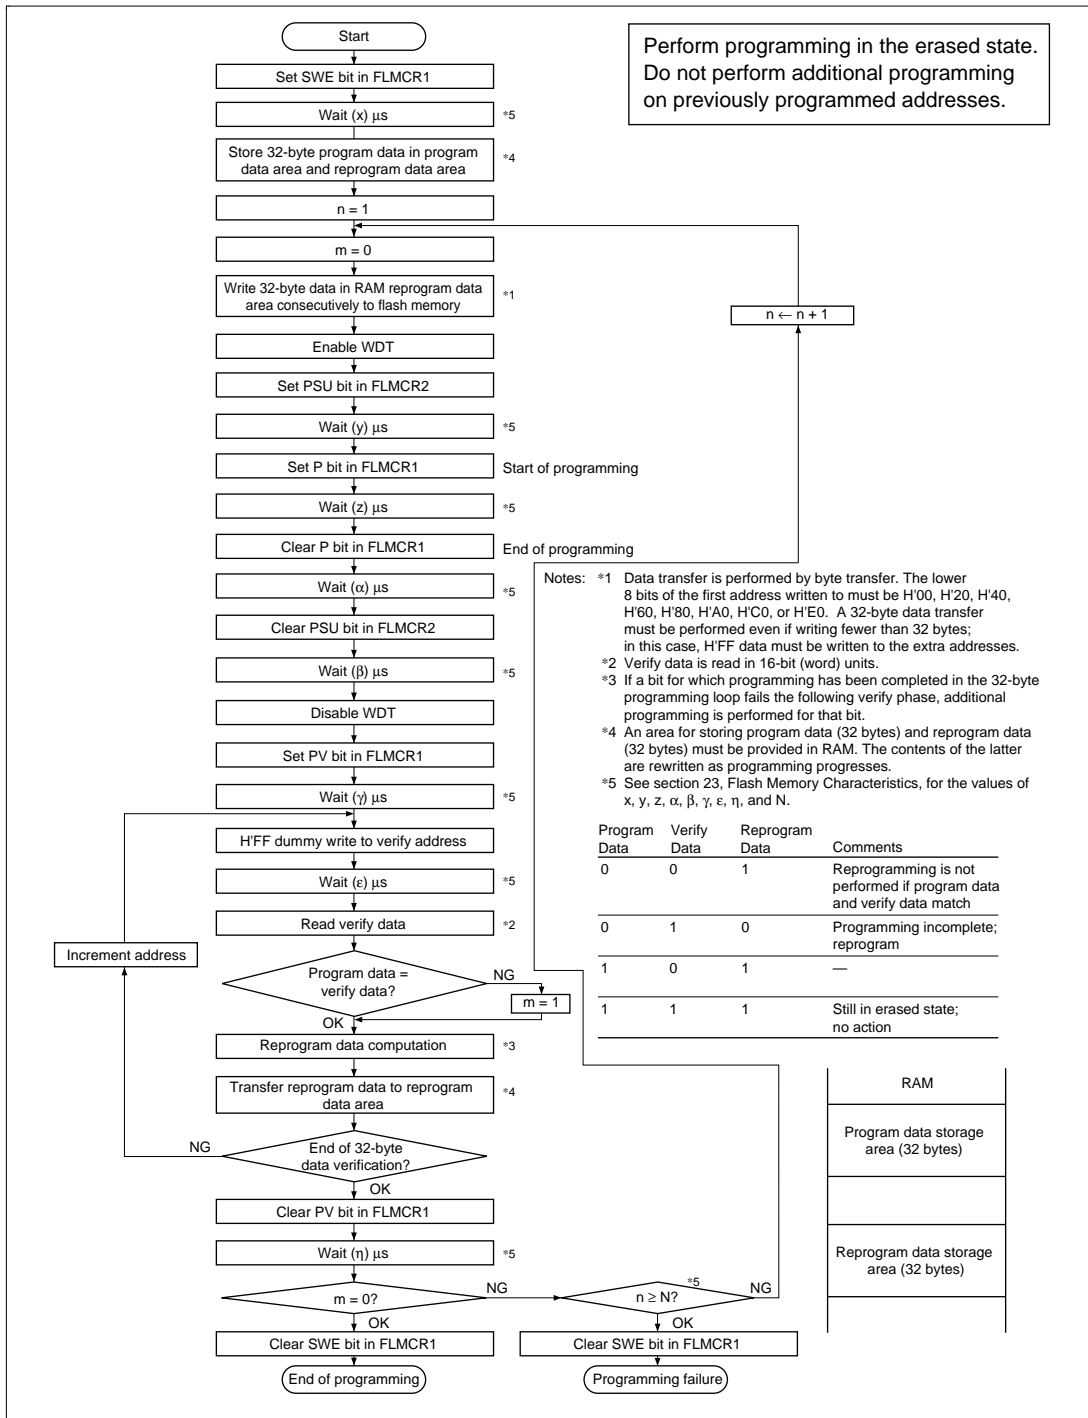 Start
Perform programming in the erased state.
Do not perform additional programming
on previously programmed addresses.
Set SWE bit in FLMCR1
Wait (x) μs *5
Store 32-byte program data in program
data area and reprogram data area *4
n = 1
m = 0
Write 32-byte data in RAM reprogram data
area consecutively to flash memory *1
n ← n + 1
Enable WDT
Set PSU bit in FLMCR2
Wait (y) μs *5
Set P bit in FLMCR1 Start of programming
Wait (z) μs *5
Clear P bit in FLMCR1 End of programming
Wait (α) μs *5
Clear PSU bit in FLMCR2
Wait (β) μs *5
Disable WDT
Set PV bit in FLMCR1
Wait (γ) μs *5
H'FF dummy write to verify address
Wait (ε) μs *5
Read verify data *2
Increment address
Program data =
verify data?
NG
m = 1
OK
Reprogram data computation *3
Transfer reprogram data to reprogram
data area *4
NG
End of 32-byte
data verification?
OK
Clear PV bit in FLMCR1
Wait (η) μs *5
m = 0?
NG
n ≥ N? *5
NG
OK
OK
Clear SWE bit in FLMCR1
Clear SWE bit in FLMCR1
End of programming
Programming failure
Notes: *1 Data transfer is performed by byte transfer. The lower
8 bits of the first address written to must be H'00, H'20, H'40,
H'60, H'80, H'A0, H'C0, or H'E0. A 32-byte data transfer
must be performed even if writing fewer than 32 bytes;
in this case, H'FF data must be written to the extra addresses.
*2 Verify data is read in 16-bit (word) units.
*3 If a bit for which programming has been completed in the 32-byte
programming loop fails the following verify phase, additional
programming is performed for that bit.
*4 An area for storing program data (32 bytes) and reprogram data
(32 bytes) must be provided in RAM. The contents of the latter
are rewritten as programming progresses.
*5 See section 23, Flash Memory Characteristics, for the values of
x, y, z, α, β, γ, ε, η, and N.
Program Verify Reprogram
Data Data Data Comments
0 0 1 Reprogramming is not
performed if program data
and verify data match
0 1 0 Programming incomplete;
reprogram
1 0 1 —
1 1 1 Still in erased state;
no action
RAM
Program data storage
area (32 bytes)
Reprogram data storage
area (32 bytes)